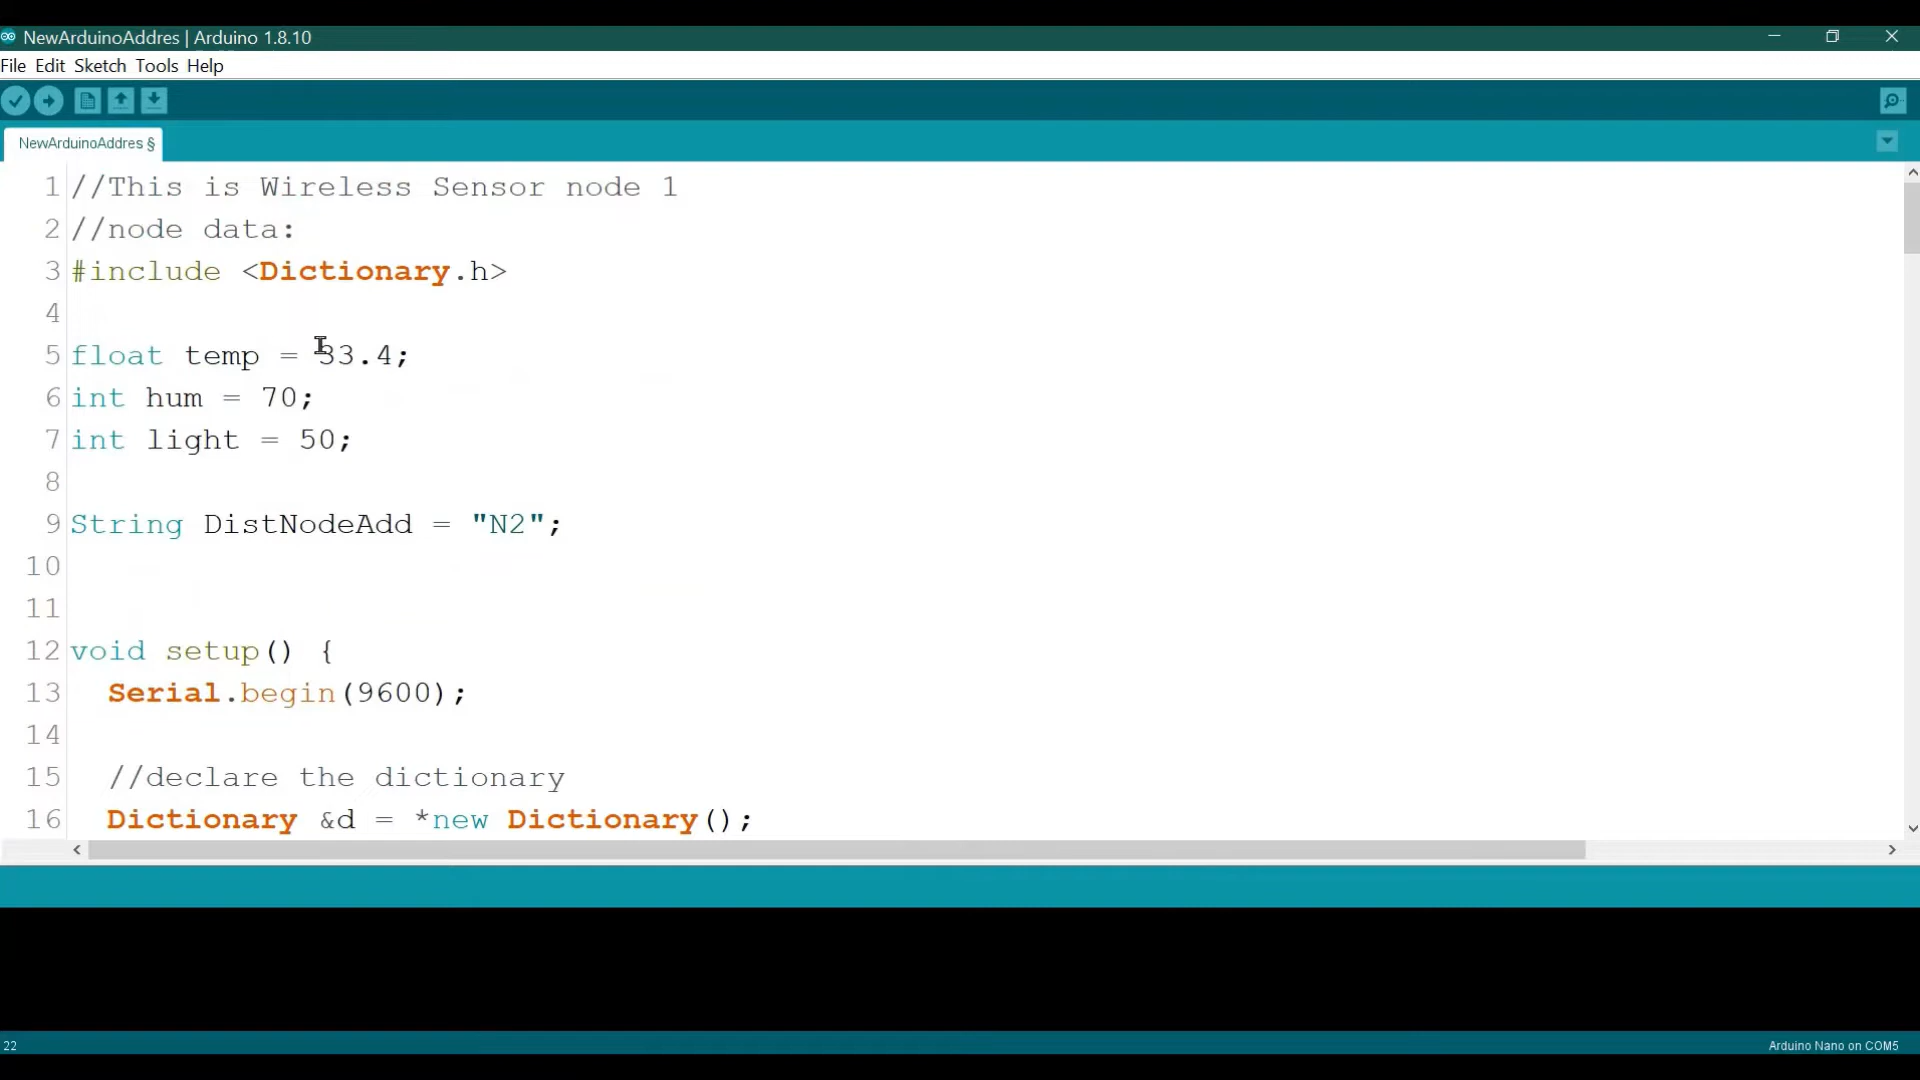 NewArduinoAddres | Arduino 1.8.10
File Edit Sketch Tools Help
NewArduinoAddres §
1 //This is Wireless Sensor node 1
2 //node data:
3 #include <Dictionary.h>
4
5 float temp = 33.4;
6 int hum = 70;
7 int light = 50;
8
9 String DistNodeAdd = "N2";
10
11
12 void setup() {
13 Serial.begin(9600);
14
15 //declare the dictionary
16 Dictionary &d = *new Dictionary();
22
Arduino Nano on COM5